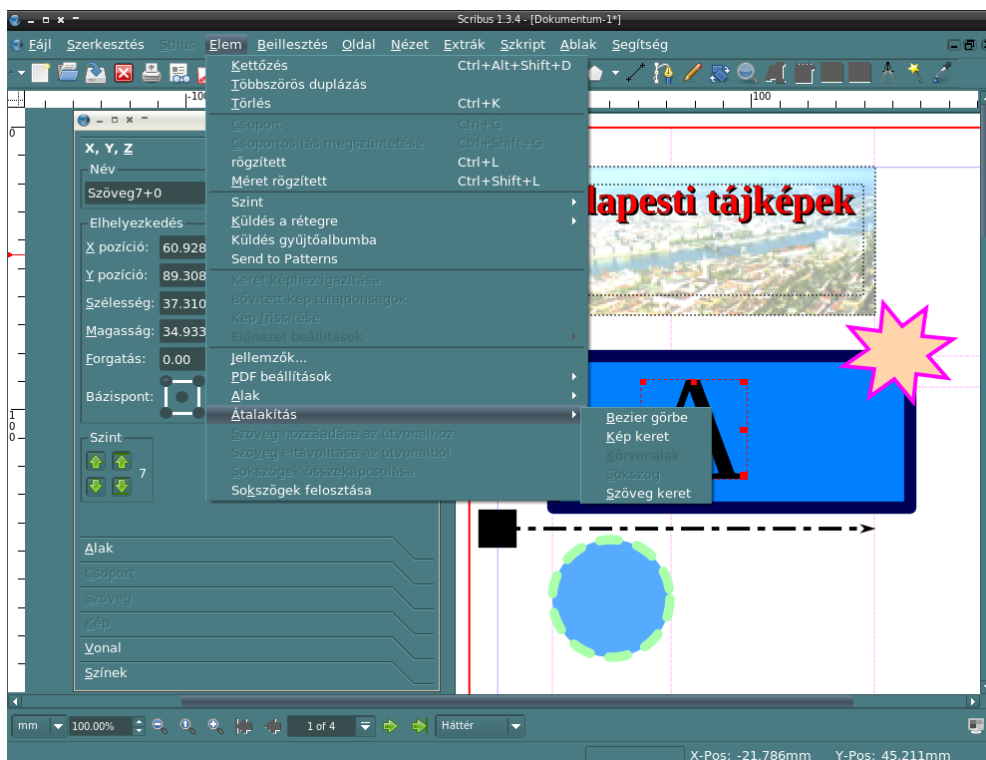 Scribus 1.3.4 - [Dokumentum-1*]
Fájl Szerkesztés Stílus Elem Beillesztés Oldal Nézet Extrák Szkript Ablak Segítség
-100
100
0
100
X, Y, Z
Név
Szöveg7+0
Elhelyezkedés
X pozíció: 60.928
Y pozíció: 89.308
Szélesség: 37.310
Magasság: 34.933
Forgatás: 0.00
Bázispont:
Szint
7
Alak
Csoport
Szöveg
Kép
Vonal
Színek
Kettőzés Ctrl+Alt+Shift+D
Többszörös duplázás
Törlés Ctrl+K
Csoport Ctrl+G
Csoportosítás megszüntetése Ctrl+Shift+G
rögzített Ctrl+L
Méret rögzített Ctrl+Shift+L
Szint
Küldés a rétegre
Küldés gyűjtőalbumba
Send to Patterns
Keret képhez igazítása
Bővített kép tulajdonságok
Kép frissítése
Előnézet beállítások
Jellemzők...
PDF beállítások
Alak
Átalakítás
Szöveg hozzáadása az útvonalhoz
Szöveg eltávolítása az útvonalból
Sokszögek összekapcsolása
Sokszögek felosztása
Bezier görbe
Kép keret
Körvonalak
Sokszög
Szöveg keret
lapesti tájképek
A
mm 100.00% 1 of 4 Háttér
X-Pos: -21.786mm Y-Pos: 45.211mm